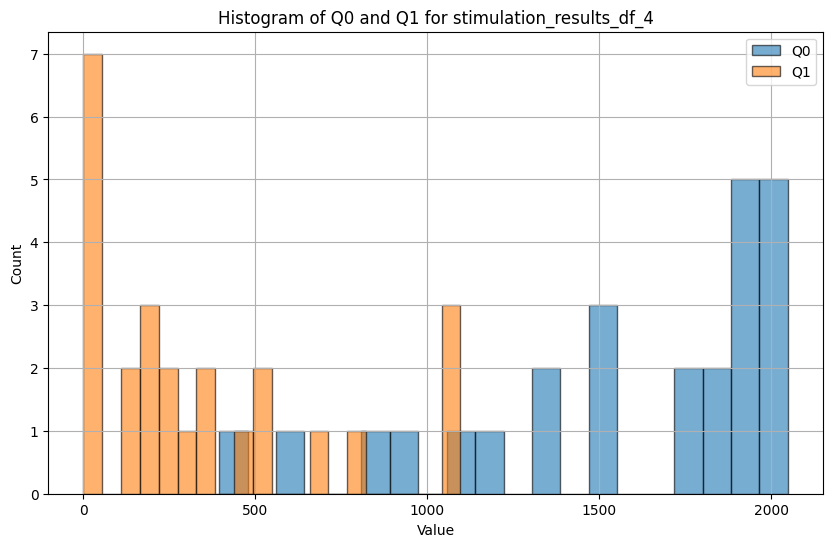 Histogram of Q0 and Q1 for stimulation_results_df_4
Q0
Q1
7
6
5
4
3
2
1
0
Count
0 500 1000 1500 2000
Value